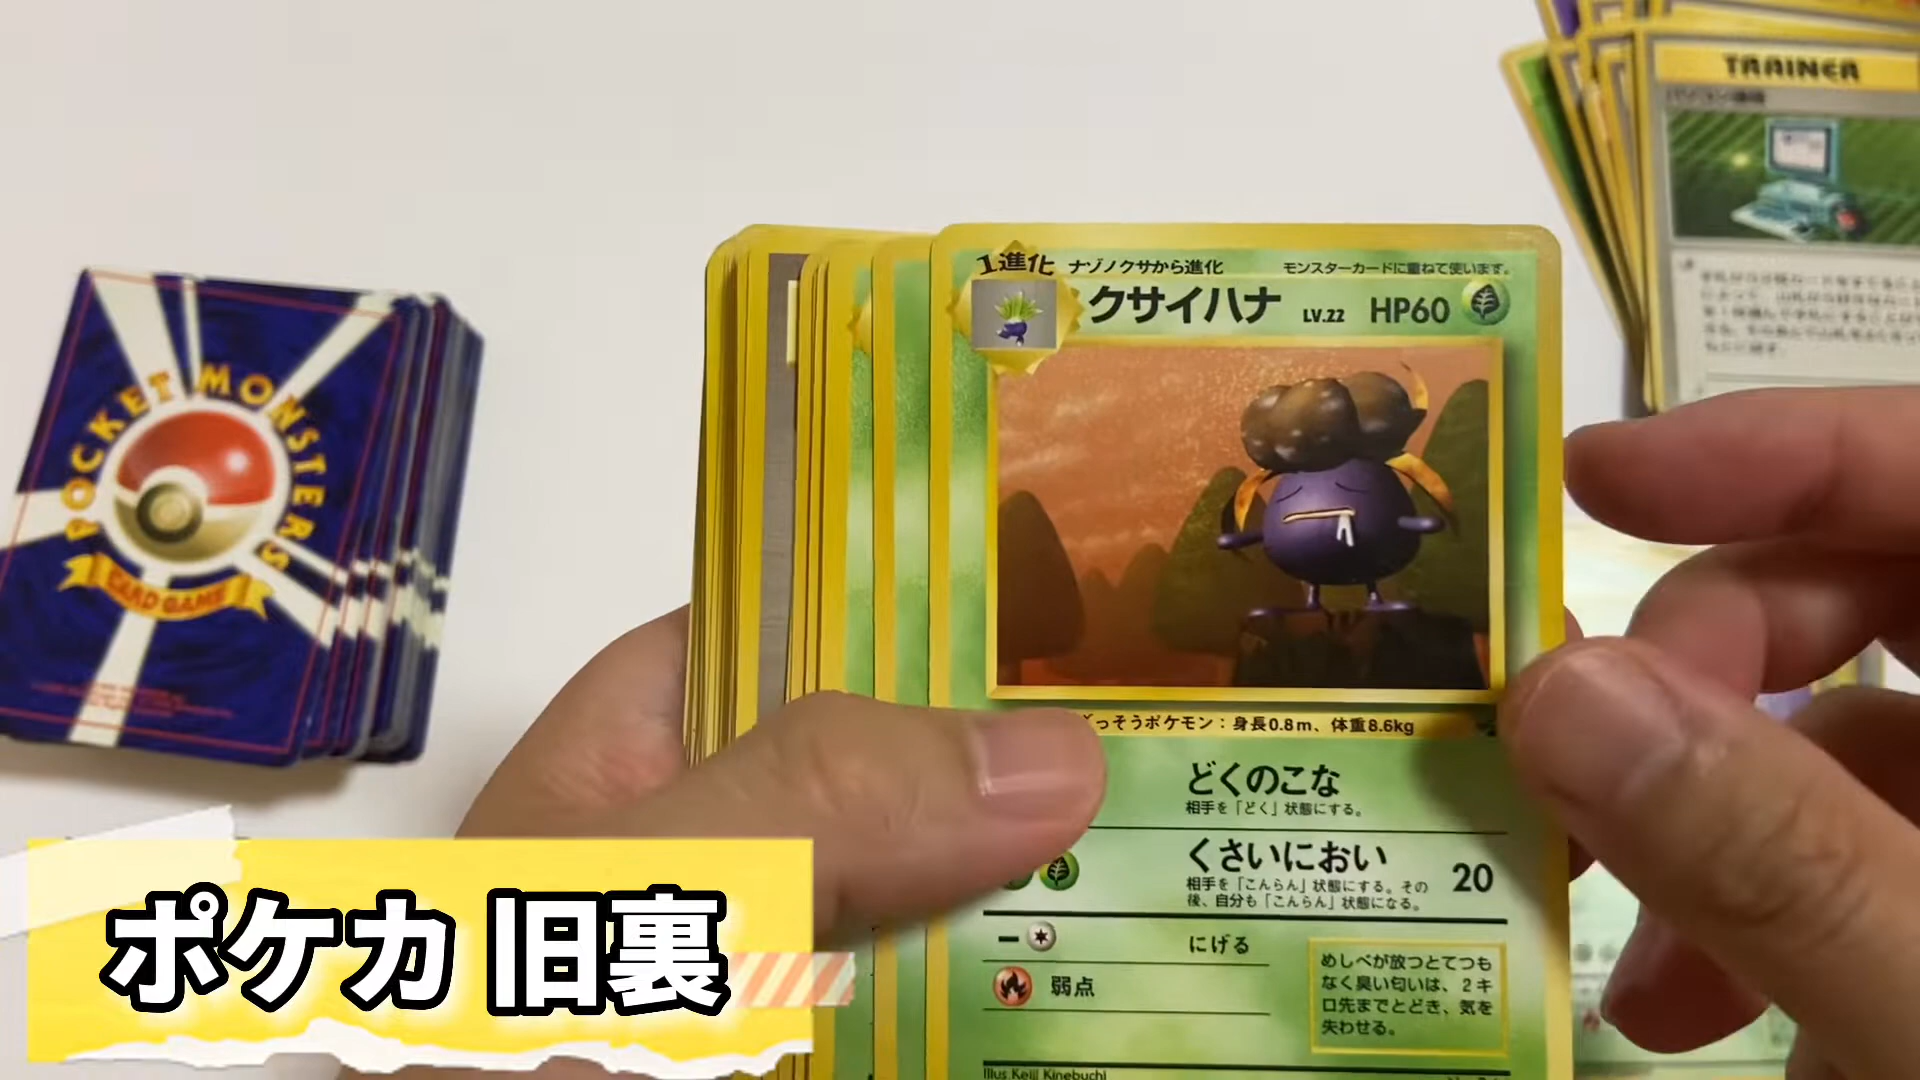 POCKET MONSTERS
CARD GAME
TRAINER
1進化
ナゾノクサから進化
モンスターカードに重ねて使います。
クサイハナ LV.22 HP60
っそうポケモン：身長0.8m、体重8.6kg
どくのこな
相手を「どく」状態にする。
くさいにおい 20
相手を「こんらん」状態にする。その
後、自分も「こんらん」状態になる。
にげる
弱点
めしべが放つとてつも
なく臭い匂いは、2キ
ロ先までとどき、気を
失わせる。
Illus Keiji Kinebuchi
ポケカ 旧裏